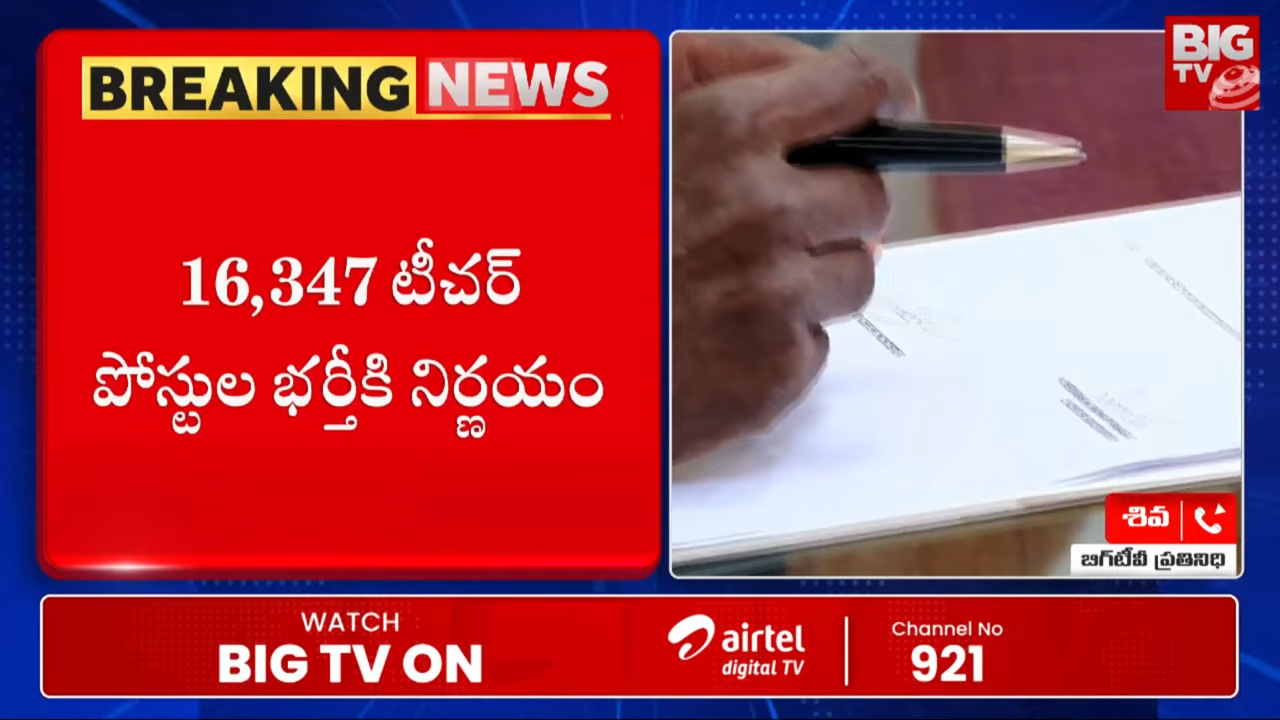 BREAKING NEWS
BIG
TV
16,347 టీచర్
పోస్టుల భర్తీకి నిర్ణయం
శివ
బిగ్‌టీవీ ప్రతినిధి
WATCH
BIG TV ON
airtel
digital TV
Channel No
921